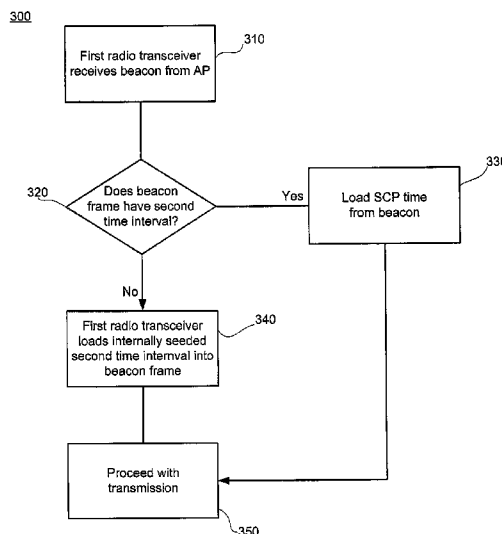 300
310
First radio transceiver
receives beacon from AP
320
Does beacon
frame have second
time interval?
Yes
330
Load SCP time
from beacon
No
340
First radio transceiver
loads internally seeded
second time internval into
beacon frame
Proceed with
transmission
350